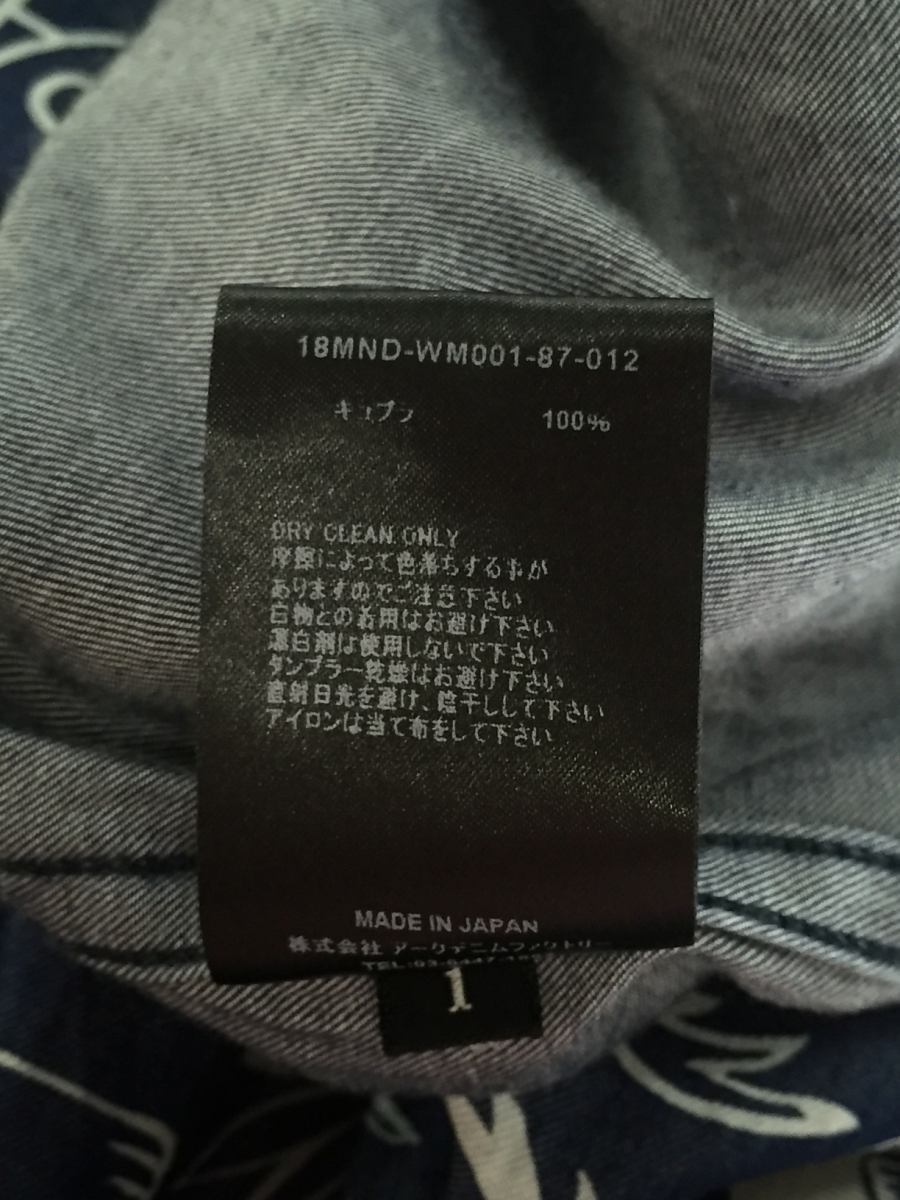 18MND-WM001-87-012
キュプラ 100%
DRY CLEAN ONLY
摩擦によって色落ちする事が
ありますのでご注意下さい
白物との着用はお避け下さい
漂白剤は使用しないで下さい
タンブラー乾燥はお避け下さい
直射日光を避け、陰干しして下さい
アイロンは当て布をして下さい
MADE IN JAPAN
株式会社 アークデニムファクトリー
1